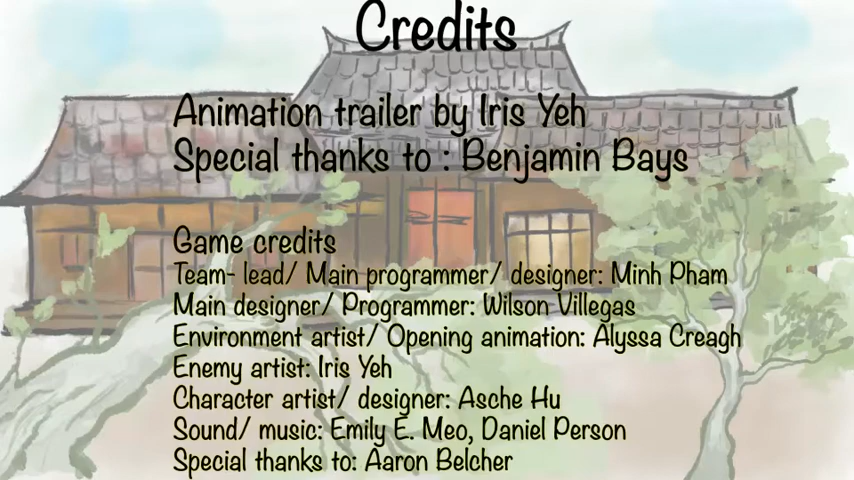 Credits
Animation trailer by Iris Yeh
Special thanks to : Benjamin Bays
Game credits
Team- lead/ Main programmer/ designer: Minh Pham
Main designer/ Programmer: Wilson Villegas
Environment artist/ Opening animation: Alyssa Creagh
Enemy artist: Iris Yeh
Character artist/ designer: Asche Hu
Sound/ music: Emily E. Meo, Daniel Person
Special thanks to: Aaron Belcher